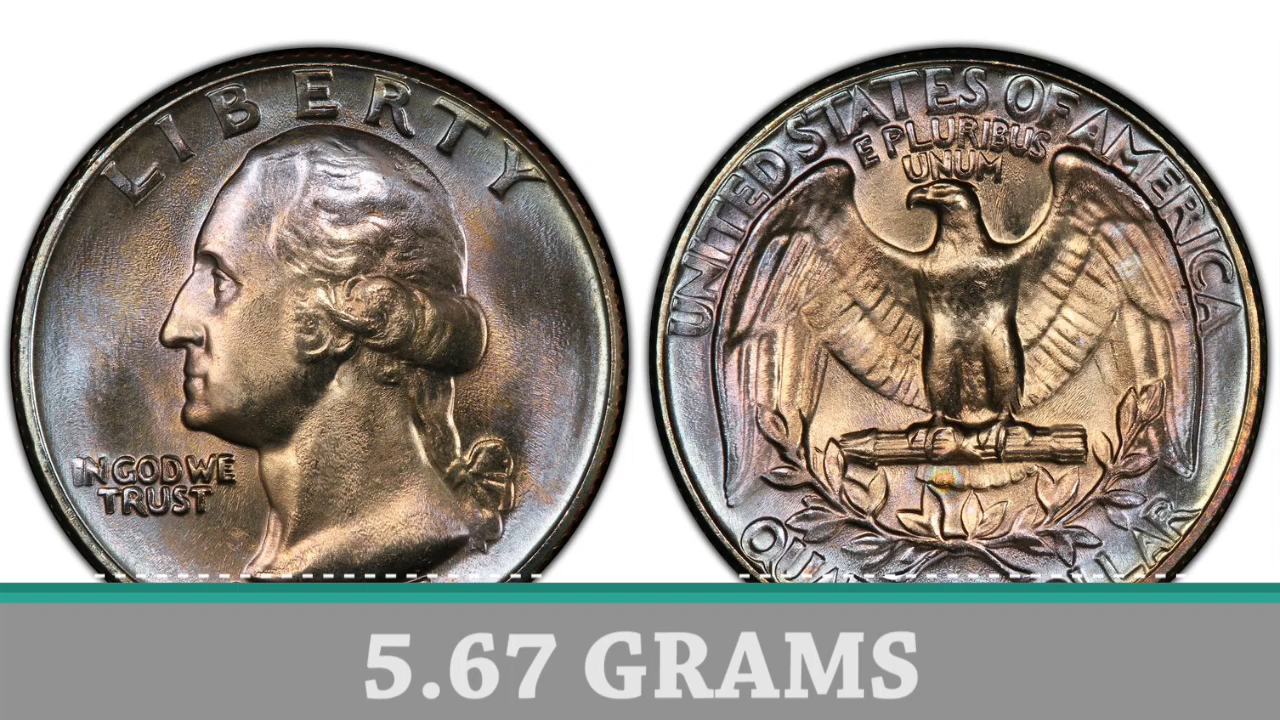 LIBERTY
IN GOD WE
TRUST
UNITED STATES OF AMERICA
E PLURIBUS
UNUM
5.67 GRAMS